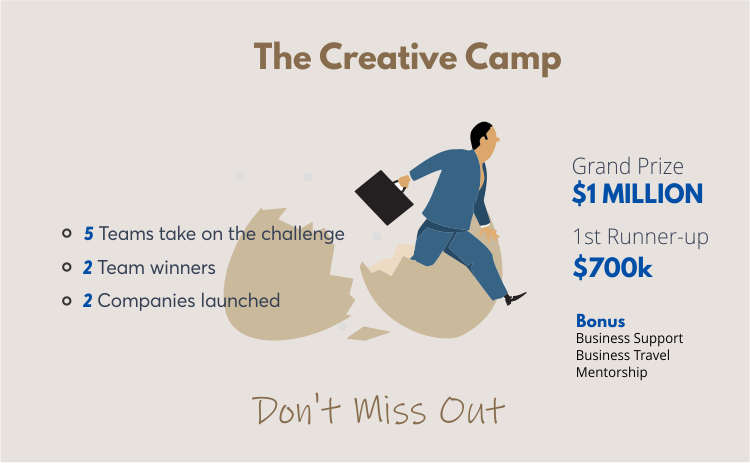 The Creative Camp
5 Teams take on the challenge
2 Team winners
2 Companies launched
Grand Prize
$1 MILLION
1st Runner-up
$700k
Bonus
Business Support
Business Travel
Mentorship
Don't Miss Out